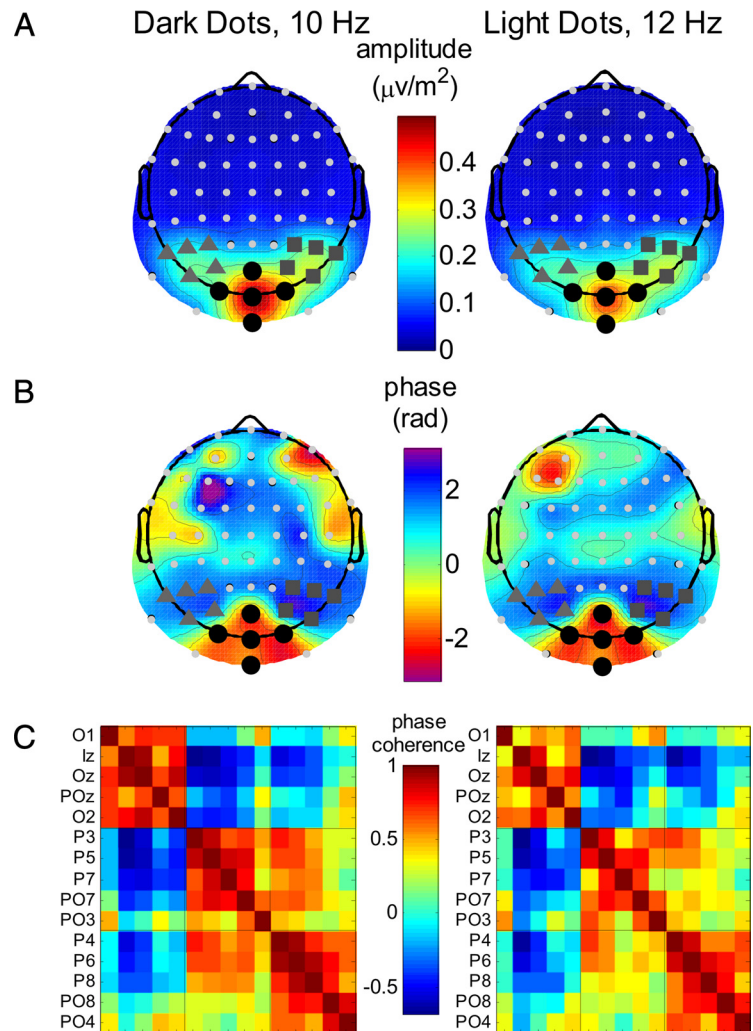 A
Dark Dots, 10 Hz
Light Dots, 12 Hz
amplitude
(μv/m²)
0.4
0.3
0.2
0.1
0
B
phase
(rad)
2
0
-2
C
phase
coherence
1
0.5
0
-0.5
O1
Iz
Oz
POz
O2
P3
P5
P7
PO7
PO3
P4
P6
P8
PO8
PO4
O1
Iz
Oz
POz
O2
P3
P5
P7
PO7
PO3
P4
P6
P8
PO8
PO4